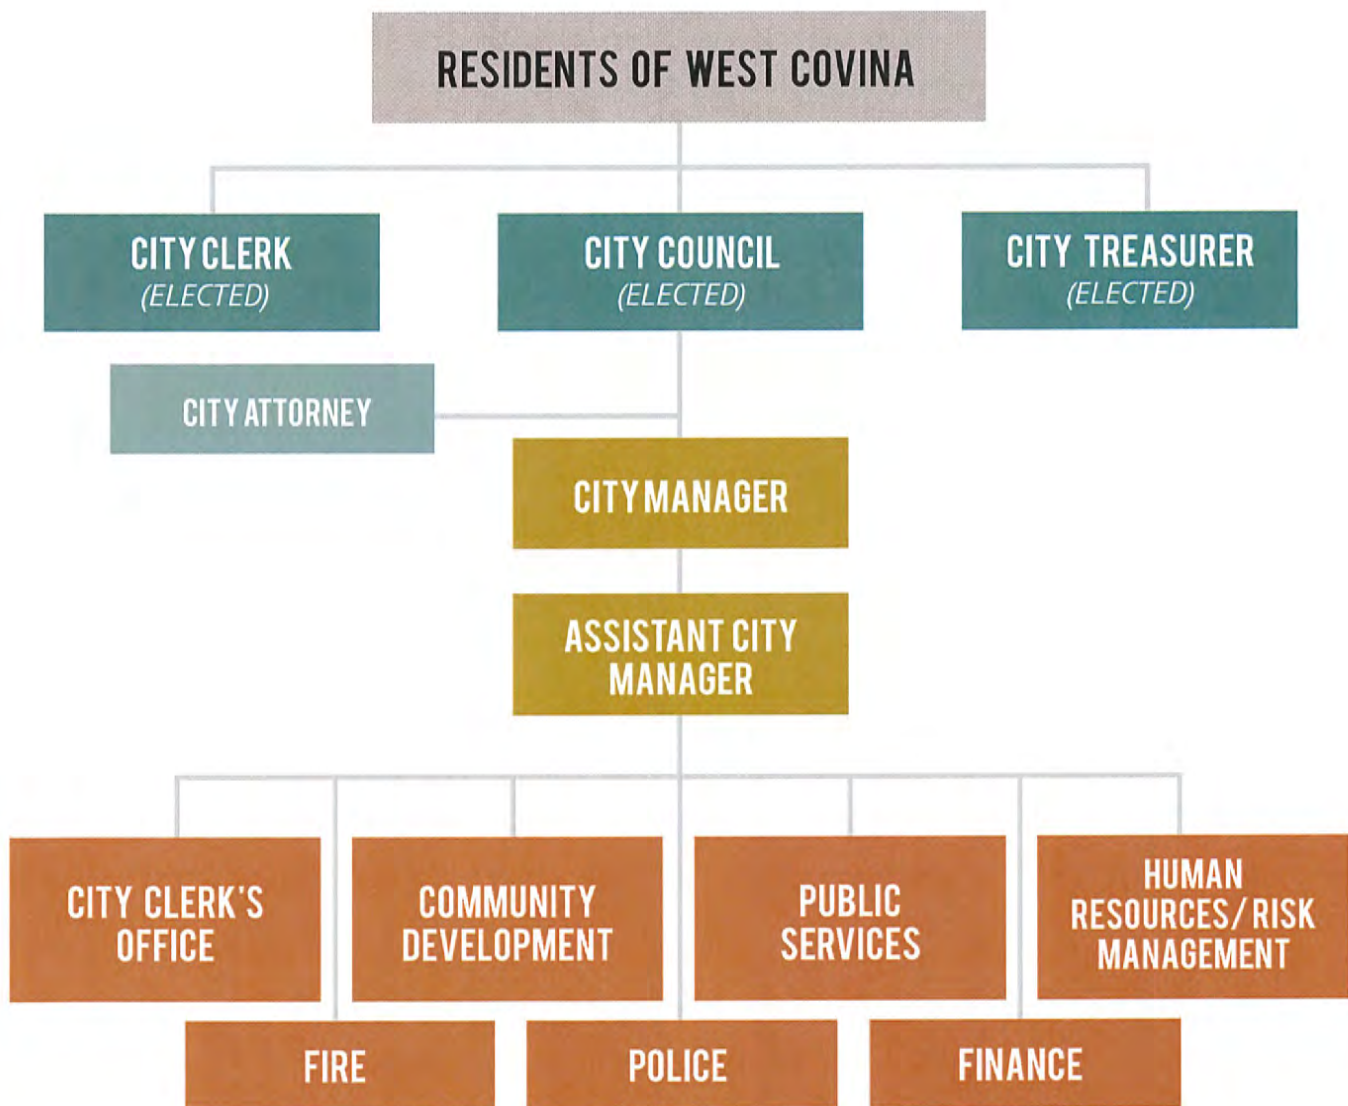 RESIDENTS OF WEST COVINA
CITY CLERK
(ELECTED)
CITY COUNCIL
(ELECTED)
CITY TREASURER
(ELECTED)
CITY ATTORNEY
CITY MANAGER
ASSISTANT CITY
MANAGER
CITY CLERK'S
OFFICE
COMMUNITY
DEVELOPMENT
PUBLIC
SERVICES
HUMAN
RESOURCES/RISK
MANAGEMENT
FIRE
POLICE
FINANCE